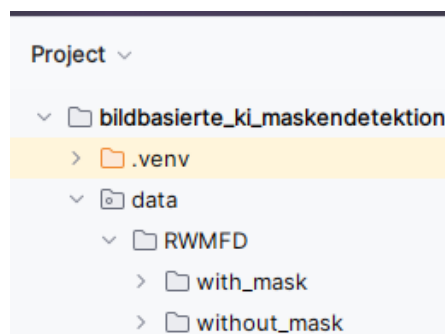 Project
bildbasierte_ki_maskendetektion
.venv
data
RWMFD
with_mask
without_mask